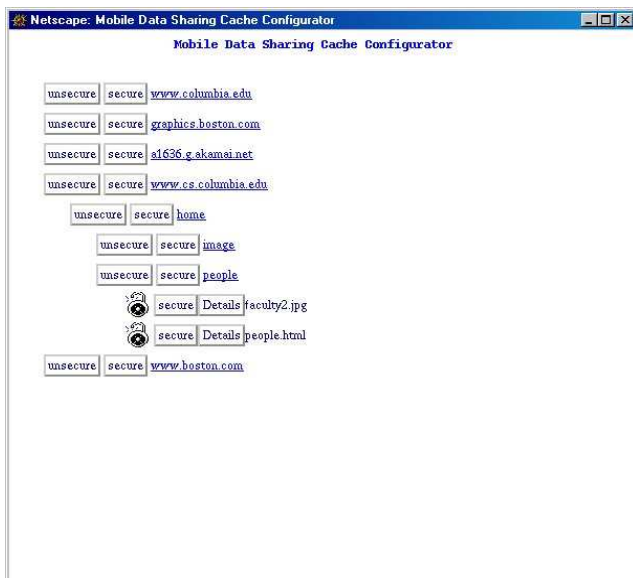 Netscape: Mobile Data Sharing Cache Configurator
Mobile Data Sharing Cache Configurator
unsecure secure www.columbia.edu
unsecure secure graphics.boston.com
unsecure secure a1636.g.akamai.net
unsecure secure www.cs.columbia.edu
unsecure secure home
unsecure secure image
unsecure secure people
secure Details faculty2.jpg
secure Details people.html
unsecure secure www.boston.com